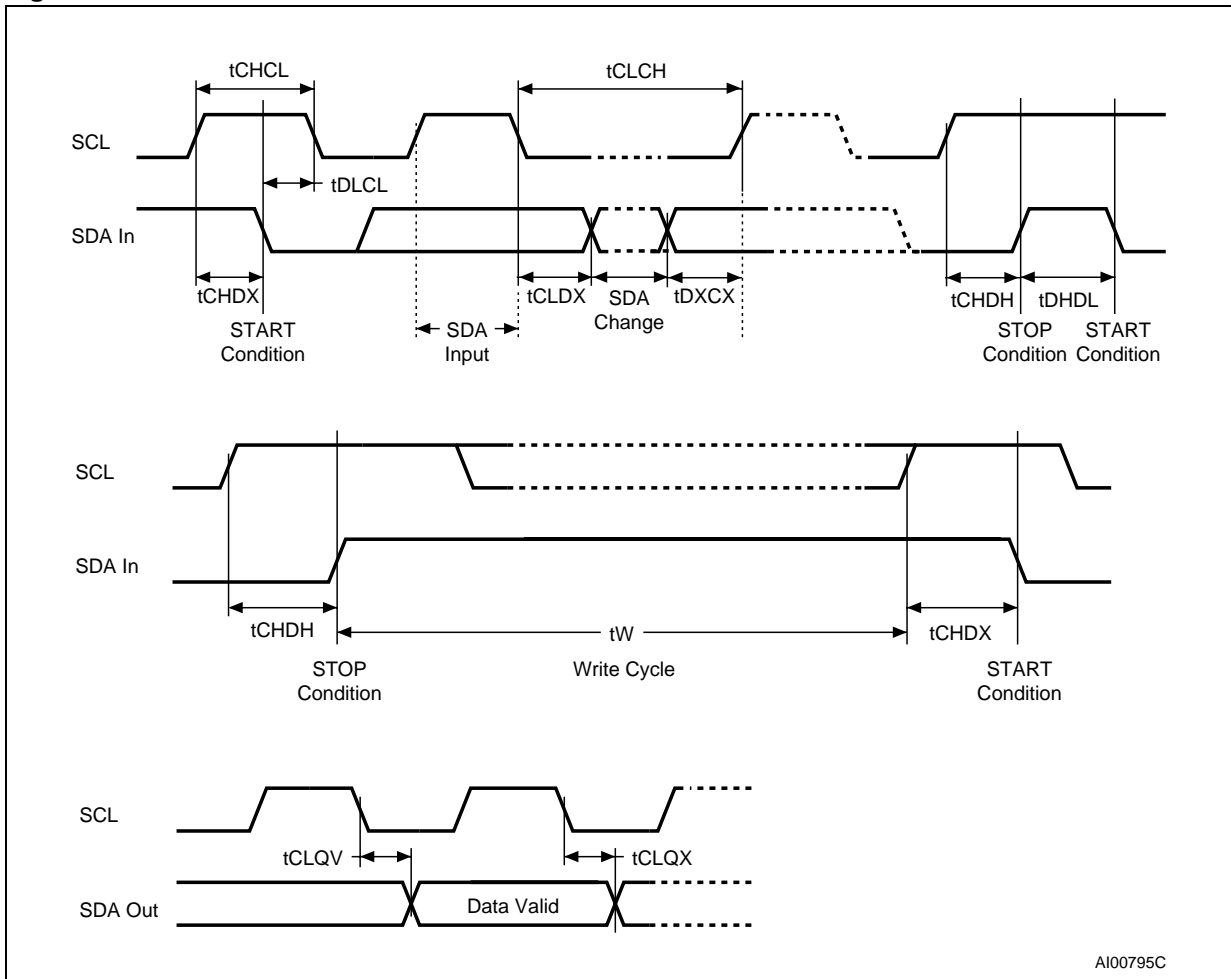 tCHCL
tCLCH
SCL
tDLCL
SDA In
tCHDX
START
Condition
SDA
Input
tCLDX
SDA
Change
tDXCX
tCHDH
tDHDL
STOP
Condition
START
Condition
SCL
SDA In
tCHDH
STOP
Condition
tW
Write Cycle
tCHDX
START
Condition
SCL
tCLQV
tCLQX
SDA Out
Data Valid
AI00795C